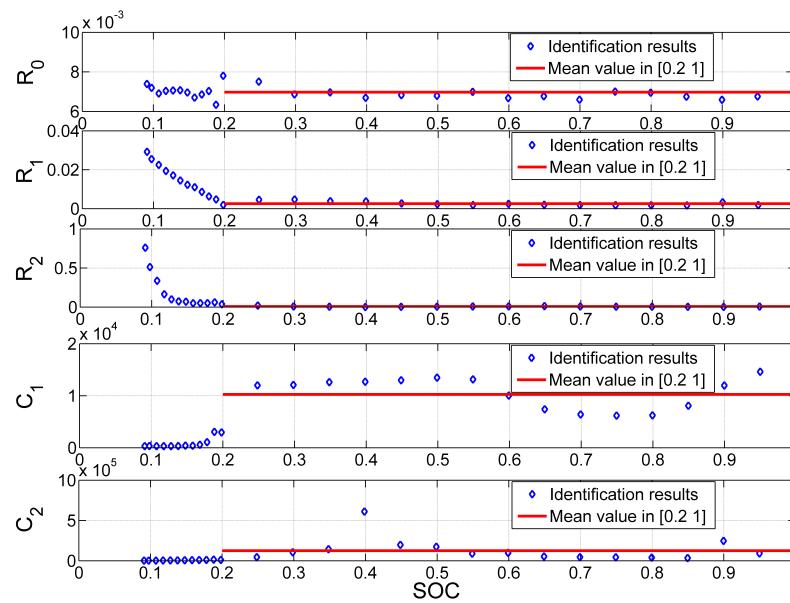 x 10⁻³
10
8
6
R₀
Identification results
Mean value in [0.2 1]
0 0.1 0.2 0.3 0.4 0.5 0.6 0.7 0.8 0.9
0.04
0.02
0
R₁
Identification results
Mean value in [0.2 1]
0 0.1 0.2 0.3 0.4 0.5 0.6 0.7 0.8 0.9
1
0.5
0
R₂
Identification results
Mean value in [0.2 1]
0 0.1 0.2 0.3 0.4 0.5 0.6 0.7 0.8 0.9
x 10⁴
2
1
0
C₁
Identification results
Mean value in [0.2 1]
0.1 0.2 0.3 0.4 0.5 0.6 0.7 0.8 0.9
x 10⁵
10
5
0
C₂
Identification results
Mean value in [0.2 1]
0 0.1 0.2 0.3 0.4 0.5 0.6 0.7 0.8 0.9
SOC